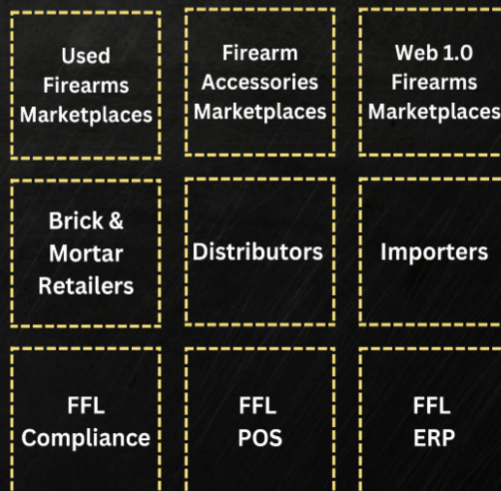 Used
Firearms
Marketplaces
Firearm
Accessories
Marketplaces
Web 1.0
Firearms
Marketplaces
Brick &
Mortar
Retailers
Distributors
Importers
FFL
Compliance
FFL
POS
FFL
ERP